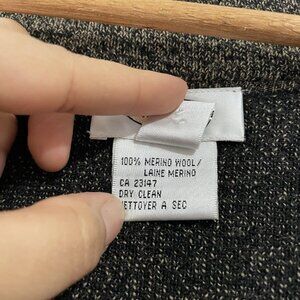 100% MERINO WOOL/
LAINE MERINO
CA 23147
DRY CLEAN
NETTOYER A SEC